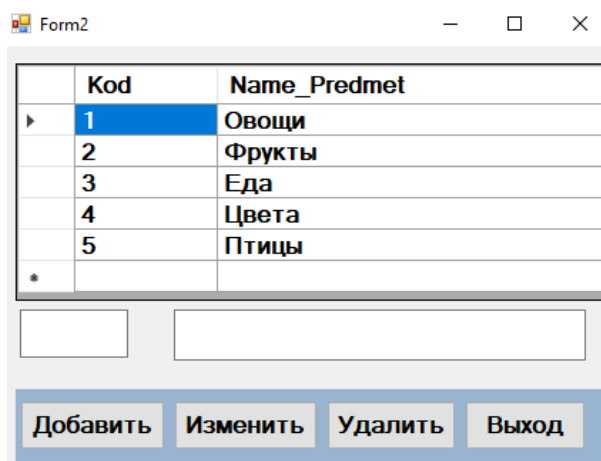 Form2
Kod Name_Predmet
1 Овощи
2 Фрукты
3 Еда
4 Цвета
5 Птицы
Добавить Изменить Удалить Выход